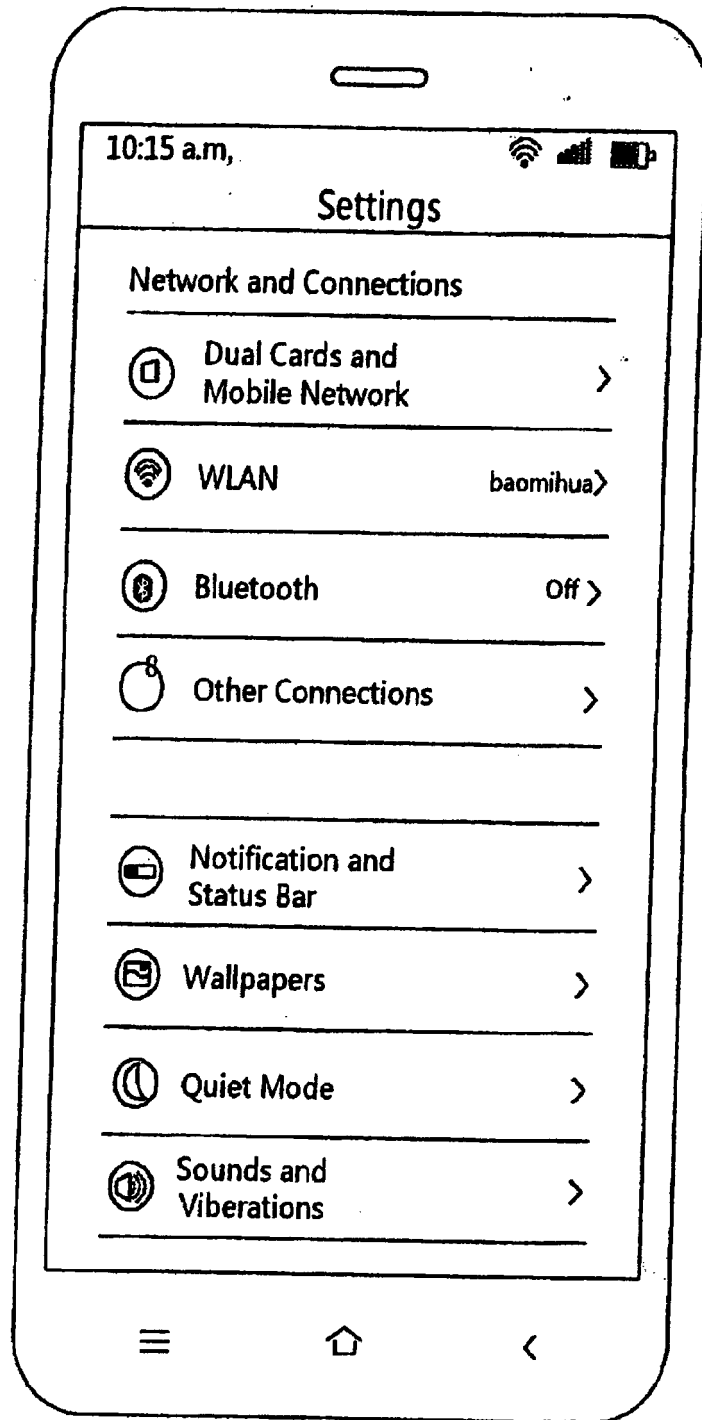 10:15 a.m,
Settings
Network and Connections
Dual Cards and
Mobile Network
WLAN baomihua
Bluetooth Off
Other Connections
Notification and
Status Bar
Wallpapers
Quiet Mode
Sounds and
Viberations